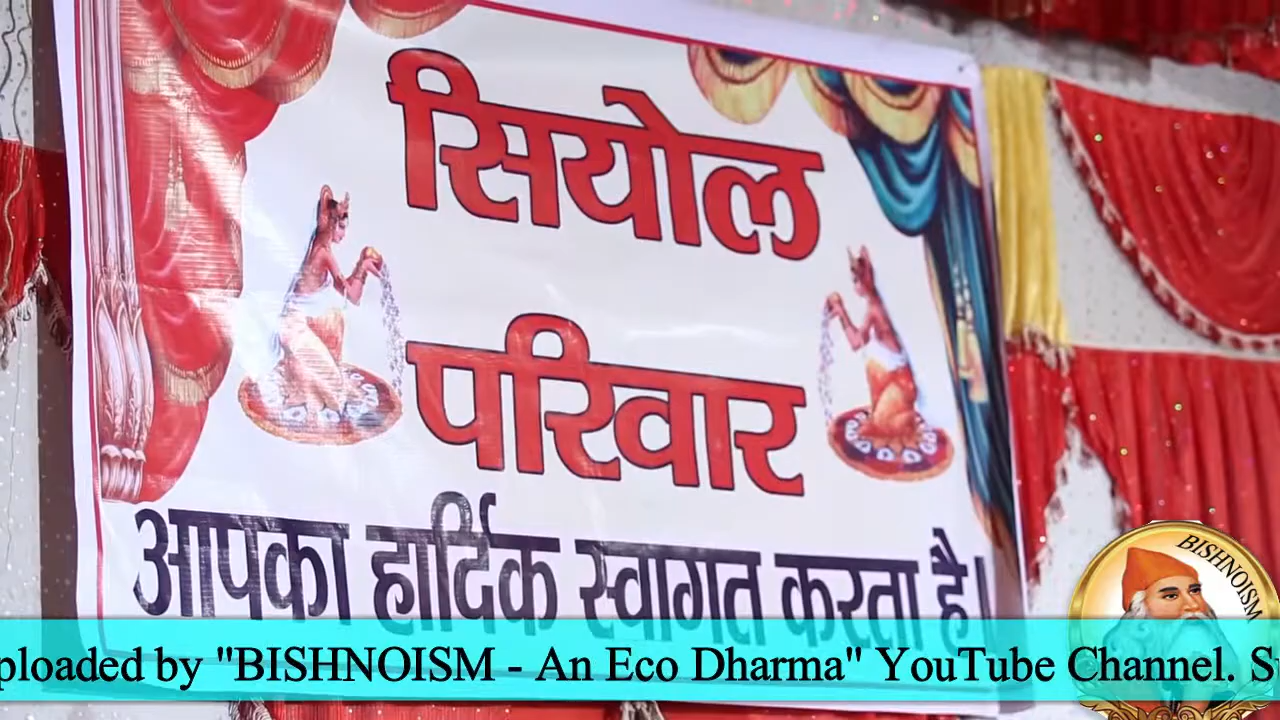 सियोल
परिवार
आपका हार्दिक स्वागत करता है।
BISHNOISM
ploaded by "BISHNOISM - An Eco Dharma" YouTube Channel. S